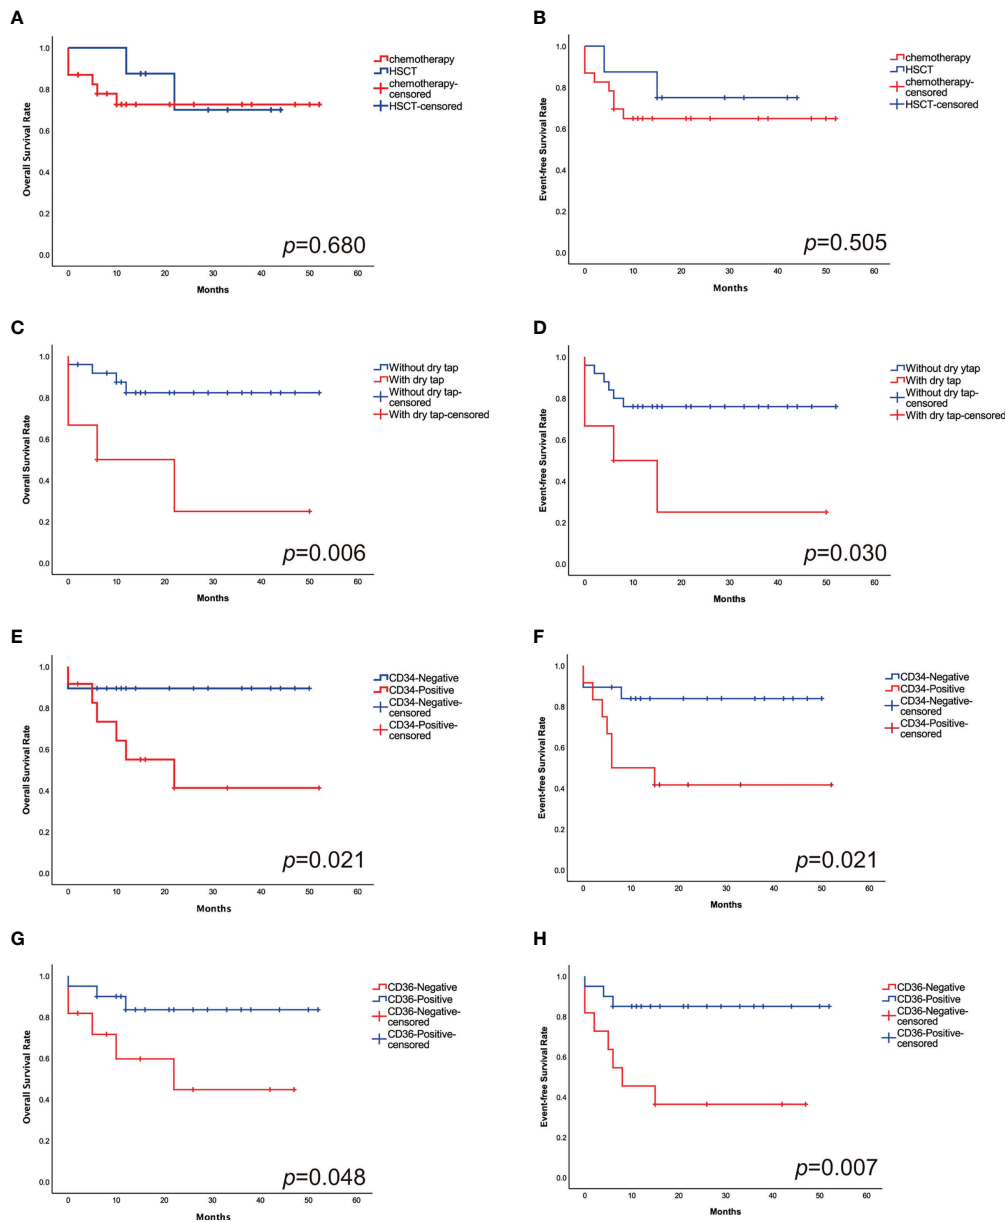 A
Overall Survival Rate
1.0
0.8
0.6
0.4
0.2
0.0
0 10 20 30 40 50 60
Months
chemotherapy
HSCT
chemotherapy-
censored
HSCT-censored
p=0.680
B
Event-free Survival Rate
1.0
0.8
0.6
0.4
0.2
0.0
0 10 20 30 40 50 60
Months
chemotherapy
HSCT
chemotherapy-
censored
HSCT-censored
p=0.505
C
Overall Survival Rate
1.0
0.8
0.6
0.4
0.2
0.0
0 10 20 30 40 50 60
Months
Without dry tap
With dry tap
Without dry tap-
censored
With dry tap-censored
p=0.006
D
Event-free Survival Rate
1.0
0.8
0.6
0.4
0.2
0.0
0 10 20 30 40 50 60
Months
Without dry ytap
With dry tap
Without dry tap-
censored
With dry tap-censored
p=0.030
E
Overall Survival Rate
1.0
0.8
0.6
0.4
0.2
0.0
0 10 20 30 40 50 60
Months
CD34-Negative
CD34-Positive
CD34-Negative-
censored
CD34-Positive-
censored
p=0.021
F
Event-free Survival Rate
1.0
0.8
0.6
0.4
0.2
0.0
0 10 20 30 40 50 60
Months
CD34-Negative
CD34-Positive
CD34-Negative-
censored
CD34-Positive-
censored
p=0.021
G
Overall Survival Rate
1.0
0.8
0.6
0.4
0.2
0.0
0 10 20 30 40 50 60
Months
CD36-Negative
CD36-Positive
CD36-Negative-
censored
CD36-Positive-
censored
p=0.048
H
Event-free Survival Rate
1.0
0.8
0.6
0.4
0.2
0.0
0 10 20 30 40 50 60
Months
CD36-Negative
CD36-Positive
CD36-Negative-
censored
CD36-Positive-
censored
p=0.007